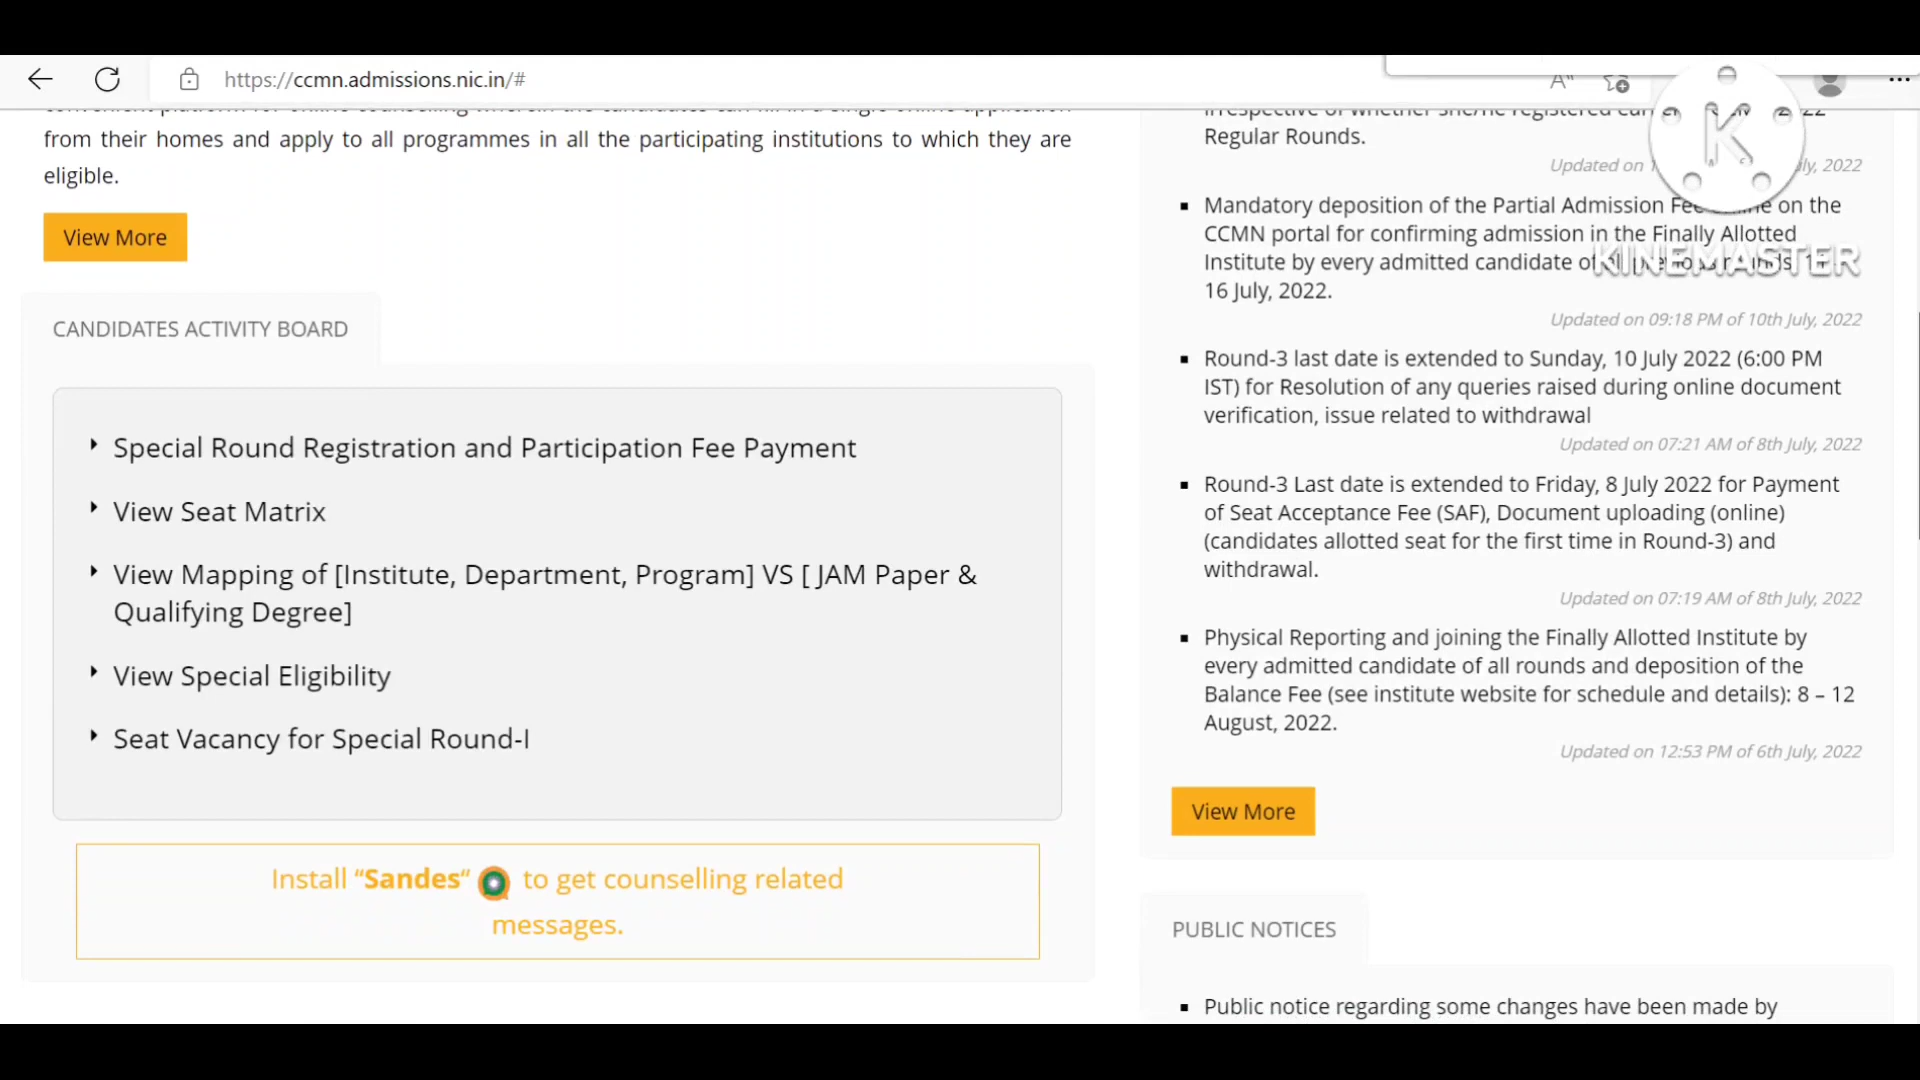 https://ccmn.admissions.nic.in/#
from their homes and apply to all programmes in all the participating institutions to which they are
eligible.
View More
CANDIDATES ACTIVITY BOARD
Special Round Registration and Participation Fee Payment
View Seat Matrix
View Mapping of [Institute, Department, Program] VS [ JAM Paper &
Qualifying Degree]
View Special Eligibility
Seat Vacancy for Special Round-I
Install “Sandes“ to get counselling related
messages.
irrespective of whether she/he registered
Regular Rounds.
Updated on
July, 2022
Mandatory deposition of the Partial Admission Fee on the
CCMN portal for confirming admission in the Finally Allotted
Institute by every admitted candidate of
16 July, 2022.
Updated on 09:18 PM of 10th July, 2022
Round-3 last date is extended to Sunday, 10 July 2022 (6:00 PM
IST) for Resolution of any queries raised during online document
verification, issue related to withdrawal
Updated on 07:21 AM of 8th July, 2022
Round-3 Last date is extended to Friday, 8 July 2022 for Payment
of Seat Acceptance Fee (SAF), Document uploading (online)
(candidates allotted seat for the first time in Round-3) and
withdrawal.
Updated on 07:19 AM of 8th July, 2022
Physical Reporting and joining the Finally Allotted Institute by
every admitted candidate of all rounds and deposition of the
Balance Fee (see institute website for schedule and details): 8 – 12
August, 2022.
Updated on 12:53 PM of 6th July, 2022
View More
PUBLIC NOTICES
Public notice regarding some changes have been made by
K
KINEMASTER